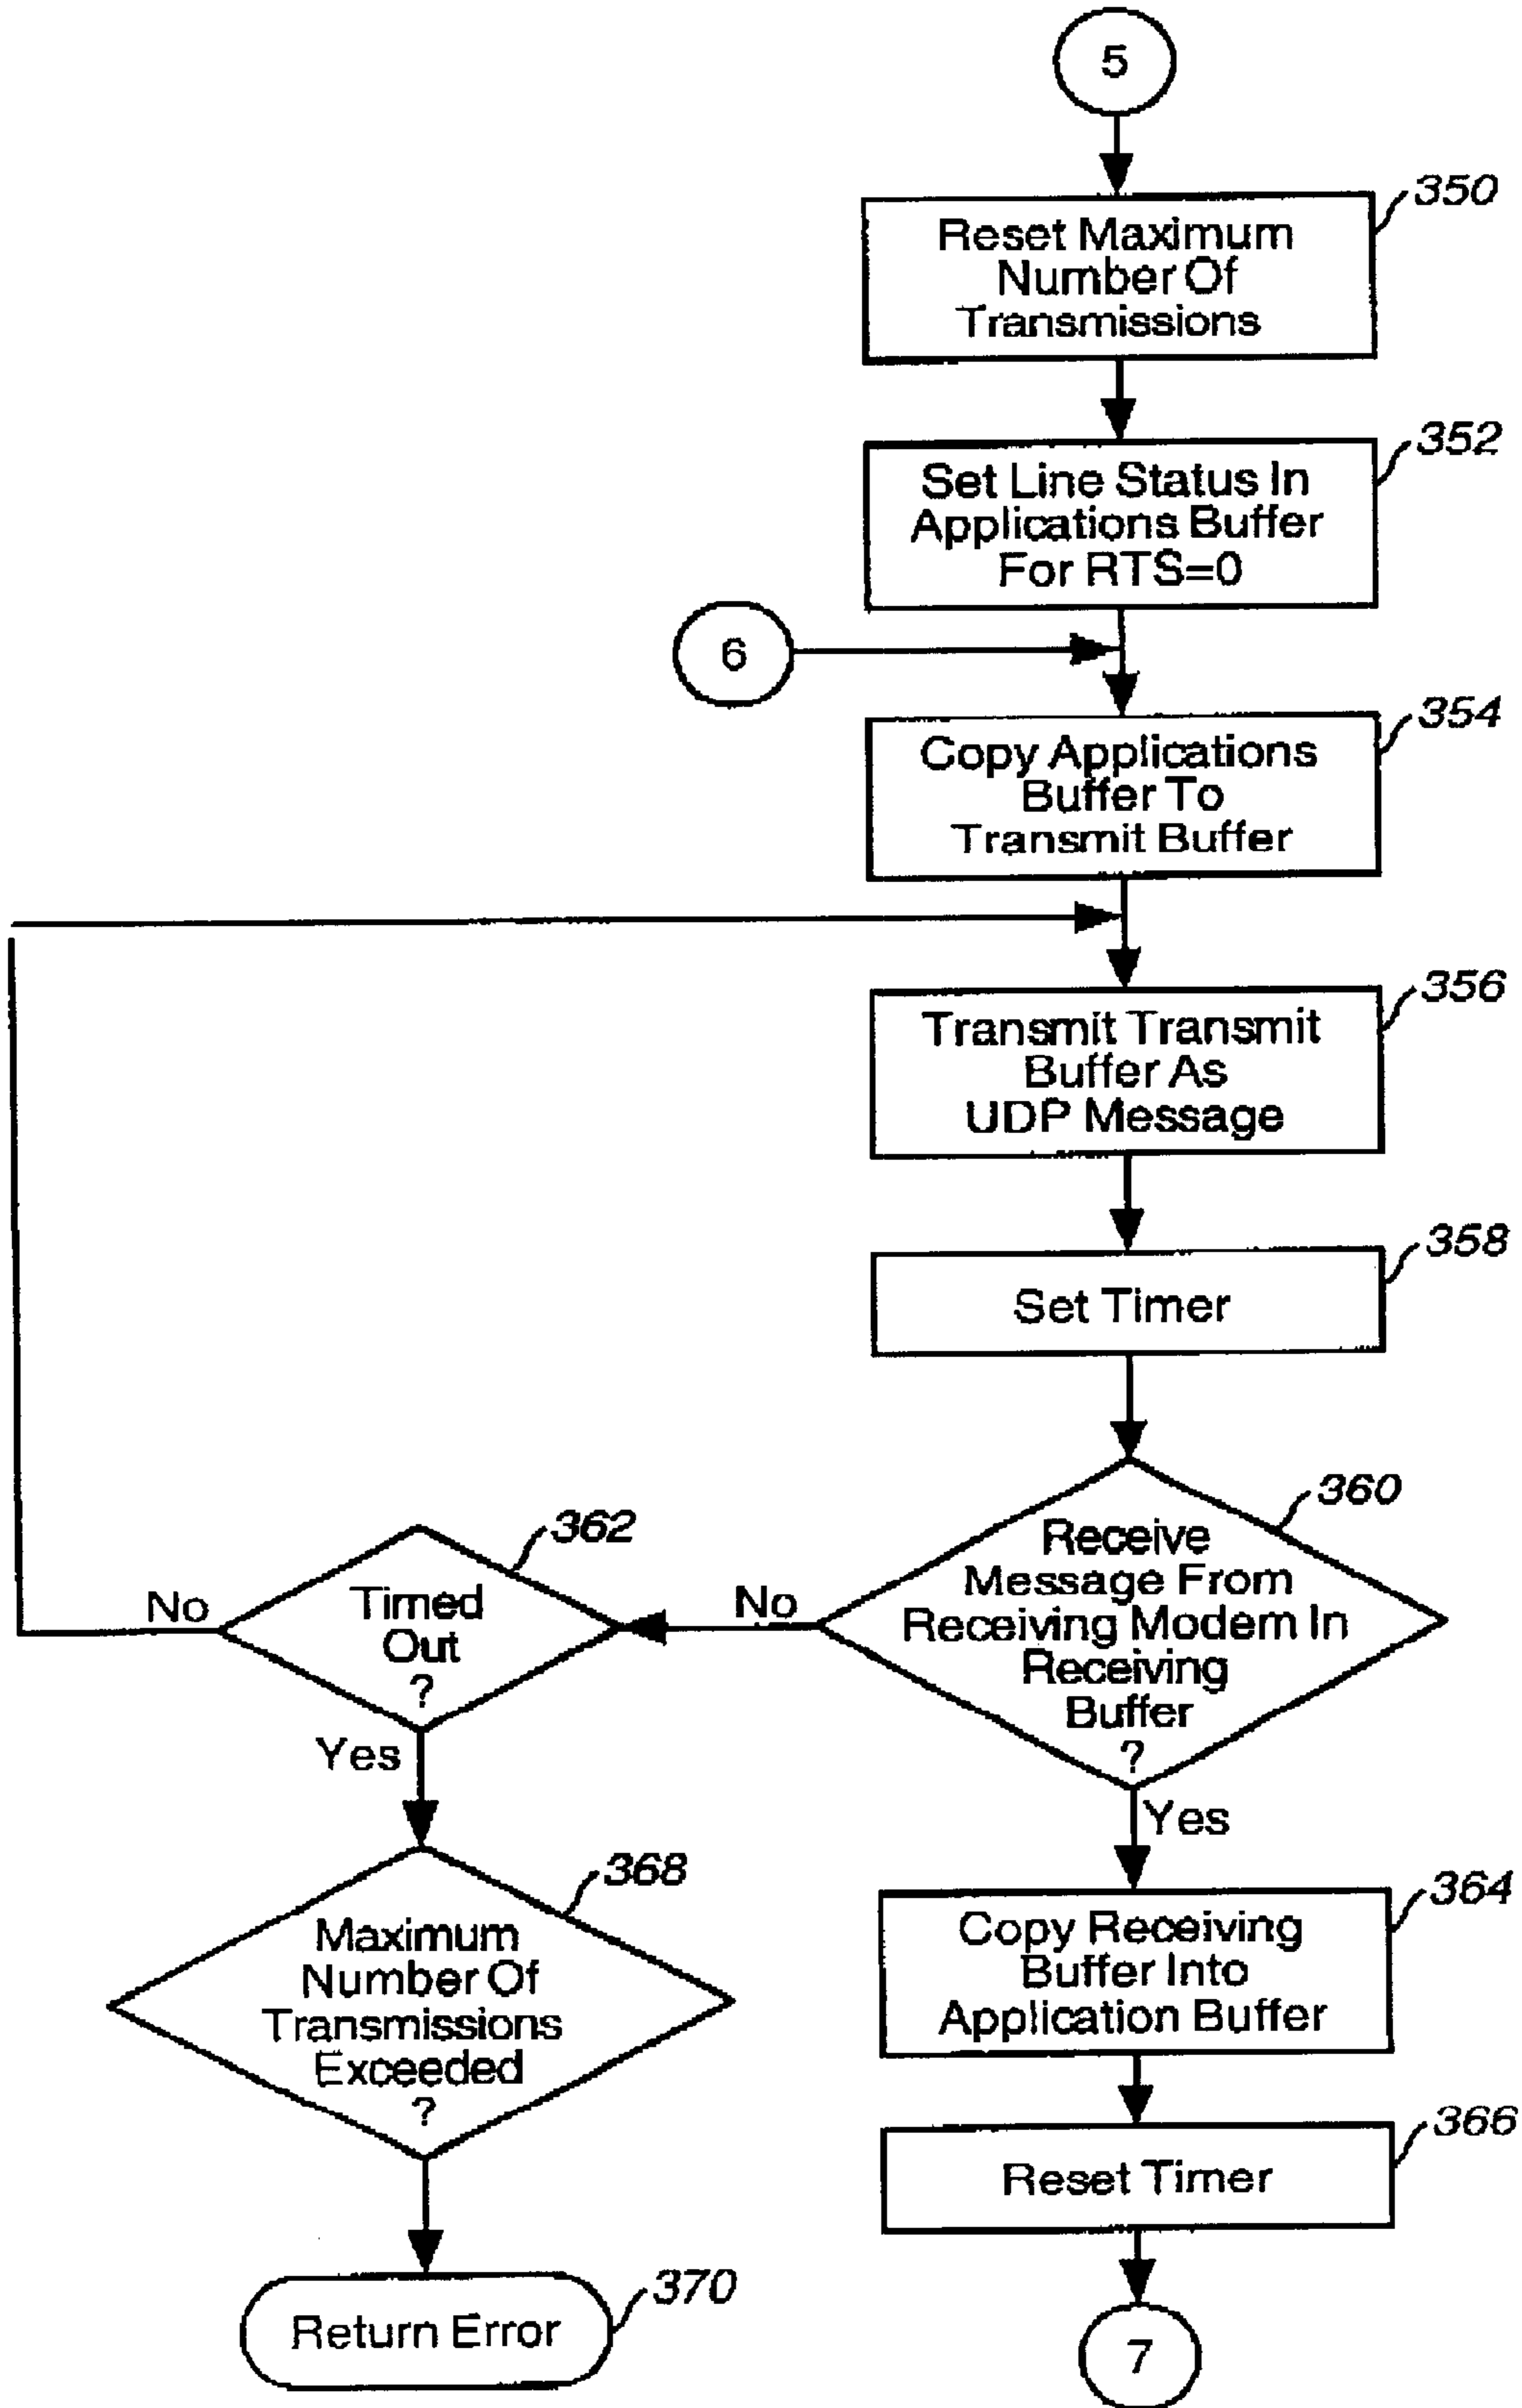 5
350
Reset Maximum
Number Of
Transmissions
352
Set Line Status In
Applications Buffer
For RTS=0
6
354
Copy Applications
Buffer To
Transmit Buffer
356
Transmit Transmit
Buffer As
UDP Message
358
Set Timer
360
Receive
Message From
Receiving Modem In
Receiving
Buffer
?
No
362
Timed
Out
?
No
Yes
Yes
368
Maximum
Number Of
Transmissions
Exceeded
?
364
Copy Receiving
Buffer Into
Application Buffer
366
Reset Timer
370
Return Error
7